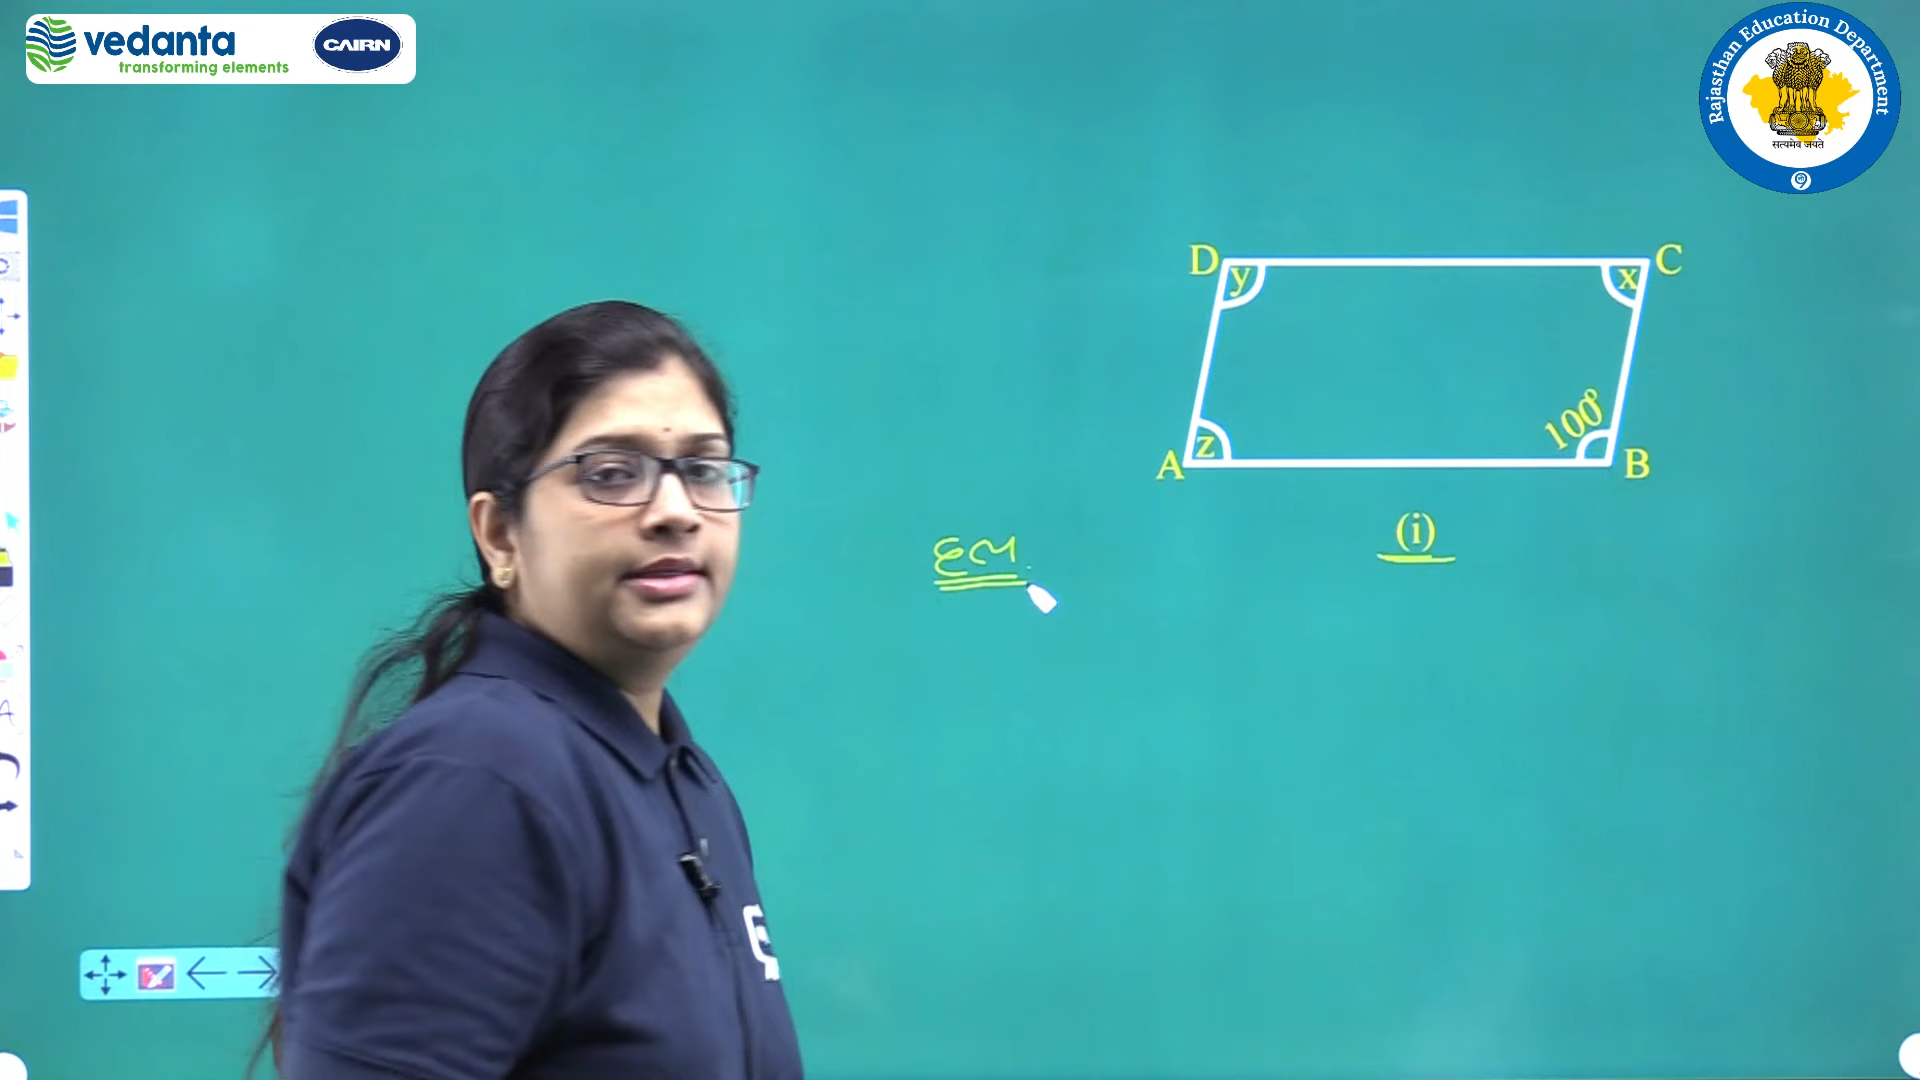 vedanta
transforming elements
CAIRN
Rajasthan Education Department
सत्यमेव जयते
D y x C
100°
A z B
(i)
हल.